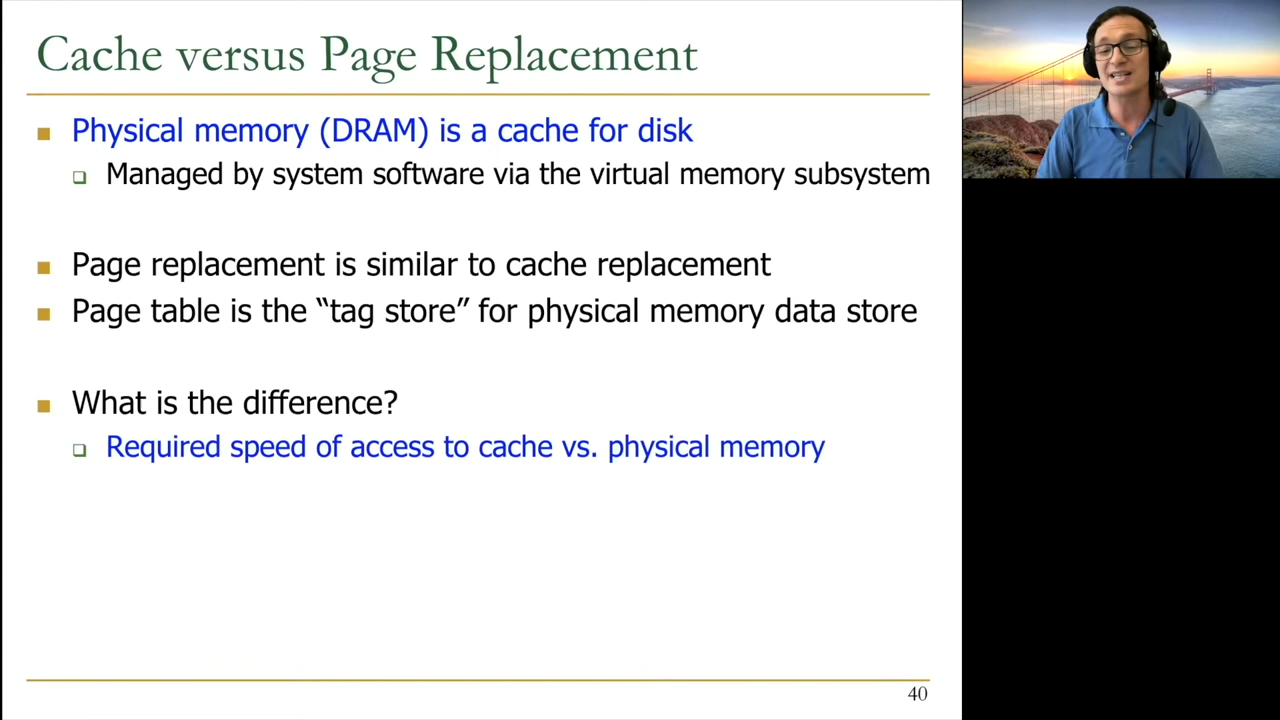 Cache versus Page Replacement
Physical memory (DRAM) is a cache for disk
Managed by system software via the virtual memory subsystem
Page replacement is similar to cache replacement
Page table is the “tag store” for physical memory data store
What is the difference?
Required speed of access to cache vs. physical memory
40